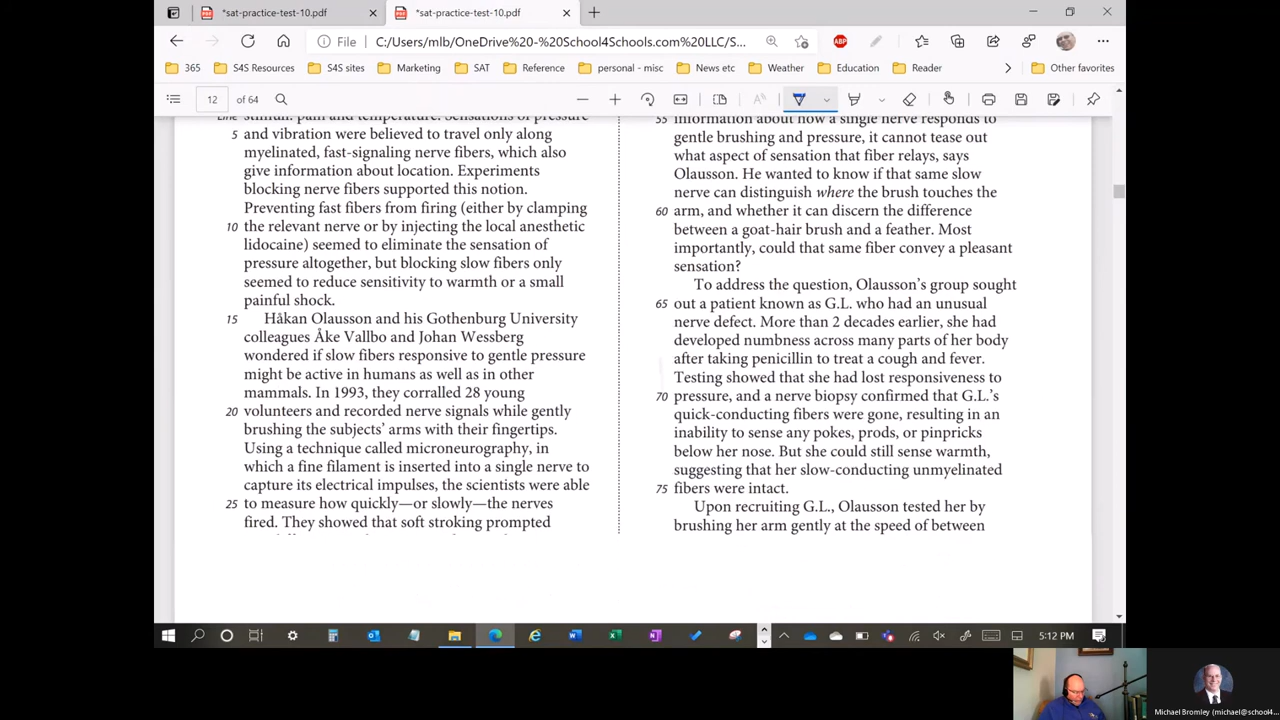 *sat-practice-test-10.pdf
*sat-practice-test-10.pdf
File
C:/Users/mlb/OneDrive%20-%20School4Schools.com%20LLC/S...
ABP
365
S4S Resources
S4S sites
Marketing
SAT
Reference
personal - misc
News etc
Weather
Education
Reader
Other favorites
12 of 64
Line
stimuli: pain and temperature. Sensations of pressure
5 and vibration were believed to travel only along
myelinated, fast-signaling nerve fibers, which also
give information about location. Experiments
blocking nerve fibers supported this notion.
Preventing fast fibers from firing (either by clamping
10 the relevant nerve or by injecting the local anesthetic
lidocaine) seemed to eliminate the sensation of
pressure altogether, but blocking slow fibers only
seemed to reduce sensitivity to warmth or a small
painful shock.
15 Håkan Olausson and his Gothenburg University
colleagues Åke Vallbo and Johan Wessberg
wondered if slow fibers responsive to gentle pressure
might be active in humans as well as in other
mammals. In 1993, they corralled 28 young
20 volunteers and recorded nerve signals while gently
brushing the subjects' arms with their fingertips.
Using a technique called microneurography, in
which a fine filament is inserted into a single nerve to
capture its electrical impulses, the scientists were able
25 to measure how quickly—or slowly—the nerves
fired. They showed that soft stroking prompted
55 information about how a single nerve responds to
gentle brushing and pressure, it cannot tease out
what aspect of sensation that fiber relays, says
Olausson. He wanted to know if that same slow
nerve can distinguish where the brush touches the
60 arm, and whether it can discern the difference
between a goat-hair brush and a feather. Most
importantly, could that same fiber convey a pleasant
sensation?
To address the question, Olausson's group sought
65 out a patient known as G.L. who had an unusual
nerve defect. More than 2 decades earlier, she had
developed numbness across many parts of her body
after taking penicillin to treat a cough and fever.
Testing showed that she had lost responsiveness to
70 pressure, and a nerve biopsy confirmed that G.L.'s
quick-conducting fibers were gone, resulting in an
inability to sense any pokes, prods, or pinpricks
below her nose. But she could still sense warmth,
suggesting that her slow-conducting unmyelinated
75 fibers were intact.
Upon recruiting G.L., Olausson tested her by
brushing her arm gently at the speed of between
5:12 PM
Michael Bromley (michael@school4...